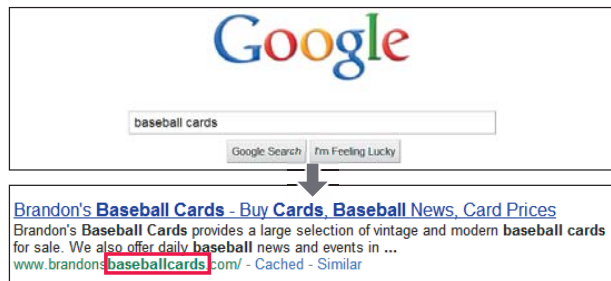 Google
baseball cards
Google Search I'm Feeling Lucky
Brandon's Baseball Cards - Buy Cards, Baseball News, Card Prices
Brandon's Baseball Cards provides a large selection of vintage and modern baseball cards
for sale. We also offer daily baseball news and events in ...
www.brandonsbaseballcards.com/ - Cached - Similar